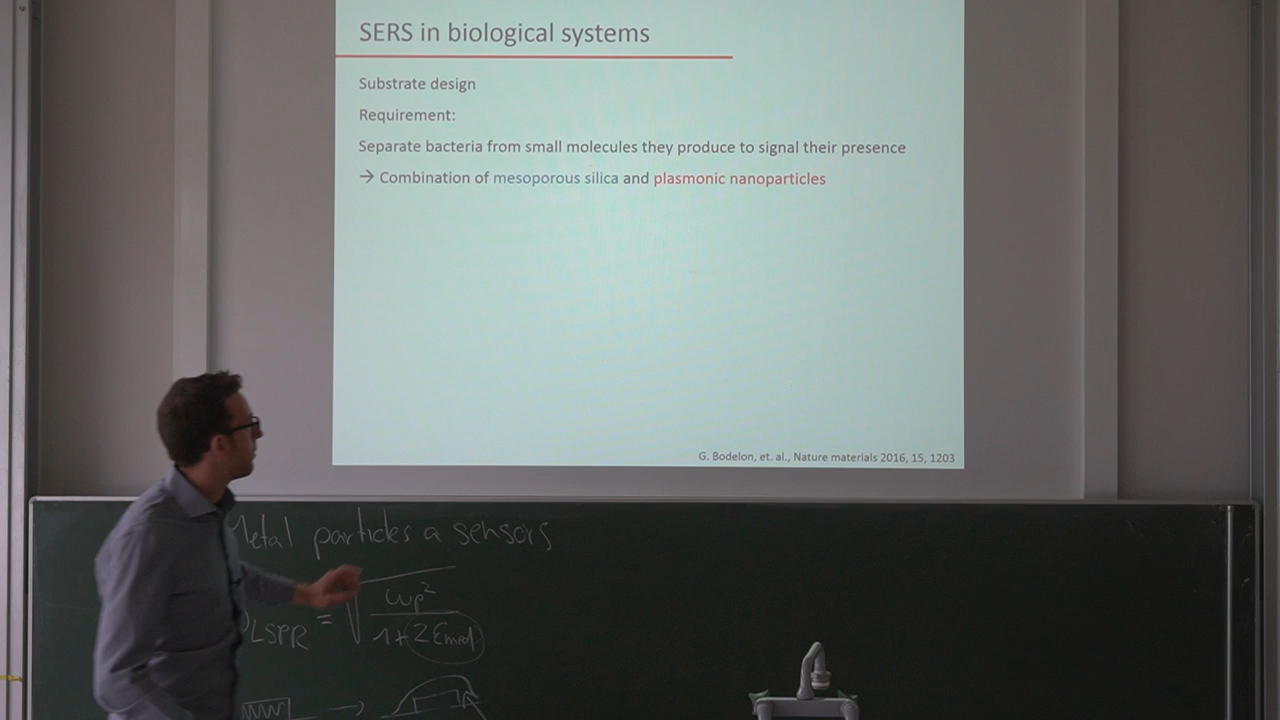 SERS in biological systems
Substrate design
Requirement:
Separate bacteria from small molecules they produce to signal their presence
→ Combination of mesoporous silica and plasmonic nanoparticles
G. Bodelon, et. al., Nature materials 2016, 15, 1203
Metal particles a sensors
LSPR = √ ωp²
1+2εmed